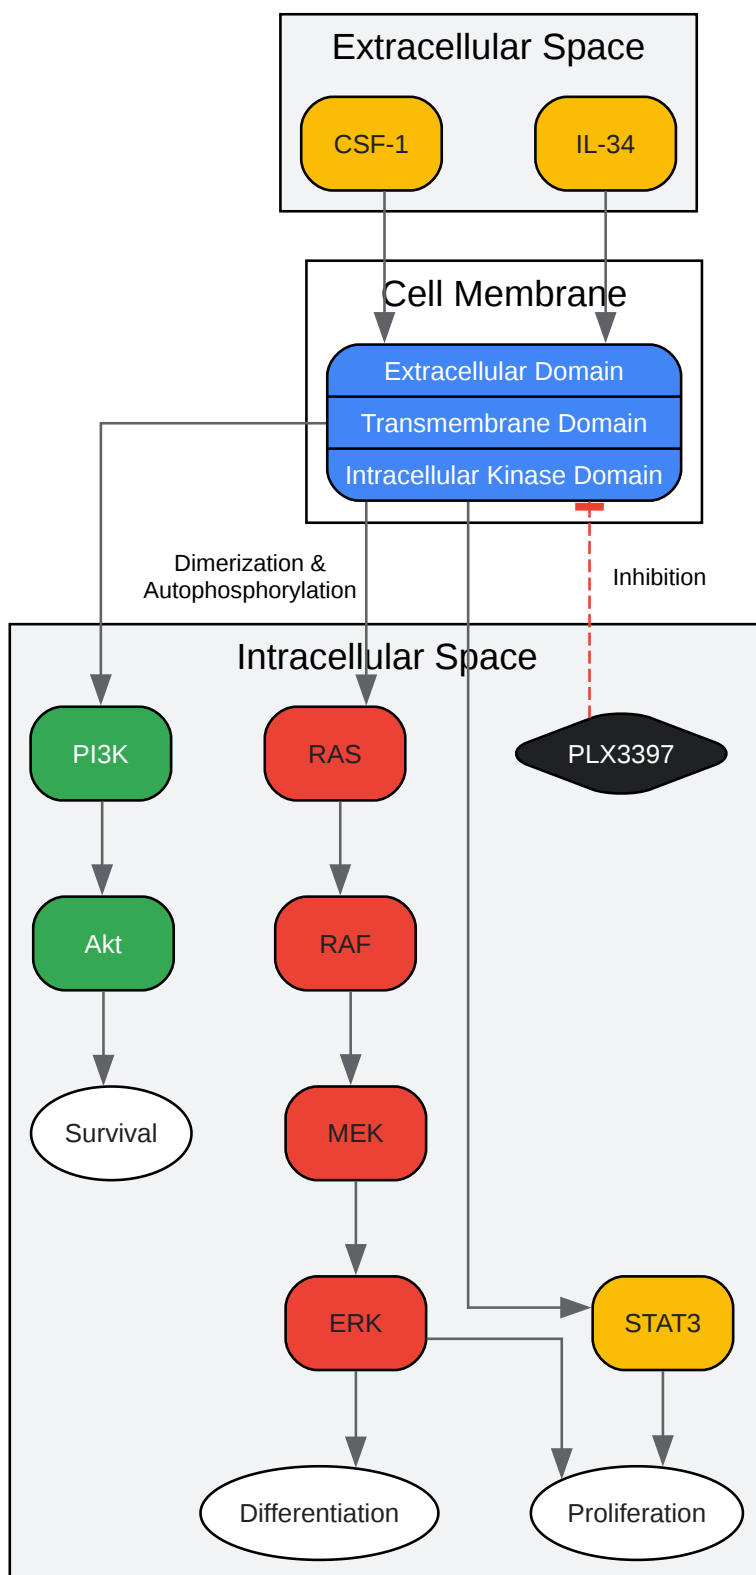 Extracellular Space
CSF-1
IL-34
Cell Membrane
Extracellular Domain
Transmembrane Domain
Intracellular Kinase Domain
Dimerization &
Autophosphorylation
Inhibition
Intracellular Space
PI3K
RAS
PLX3397
Akt
RAF
Survival
MEK
ERK
STAT3
Differentiation
Proliferation